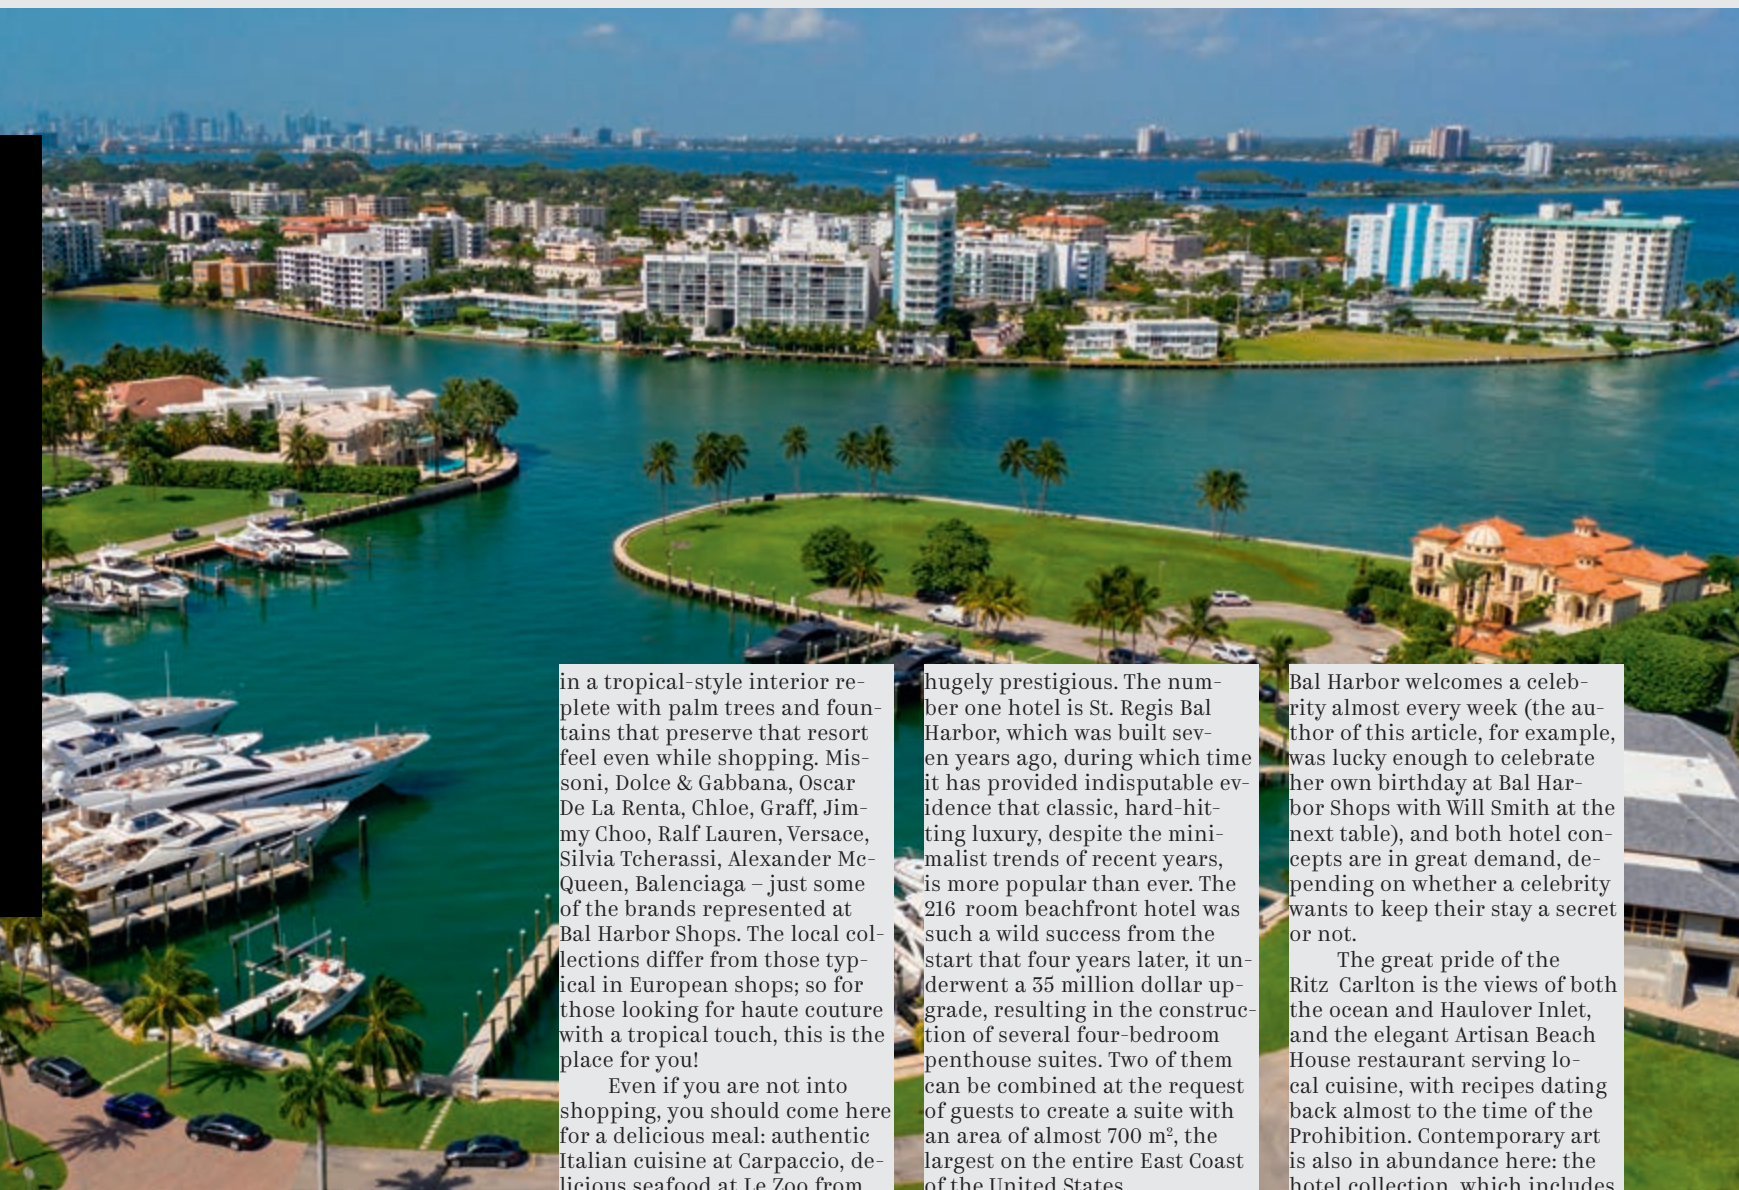 in a tropical-style interior re-
plete with palm trees and foun-
tains that preserve that resort
feel even while shopping. Mis-
soni, Dolce & Gabbana, Oscar
De La Renta, Chloe, Graff, Jim-
my Choo, Ralf Lauren, Versace,
Silvia Tcherassi, Alexander Mc-
Queen, Balenciaga – just some
of the brands represented at
Bal Harbor Shops. The local col-
lections differ from those typ-
ical in European shops; so for
those looking for haute couture
with a tropical touch, this is the
place for you!
Even if you are not into
shopping, you should come here
for a delicious meal: authentic
Italian cuisine at Carpaccio, de-
licious seafood at Le Zoo from
hugely prestigious. The num-
ber one hotel is St. Regis Bal
Harbor, which was built sev-
en years ago, during which time
it has provided indisputable ev-
idence that classic, hard-hit-
ting luxury, despite the mini-
malist trends of recent years,
is more popular than ever. The
216 room beachfront hotel was
such a wild success from the
start that four years later, it un-
derwent a 35 million dollar up-
grade, resulting in the construc-
tion of several four-bedroom
penthouse suites. Two of them
can be combined at the request
of guests to create a suite with
an area of almost 700 m², the
largest on the entire East Coast
of the United States.
Bal Harbor welcomes a celeb-
rity almost every week (the au-
thor of this article, for example,
was lucky enough to celebrate
her own birthday at Bal Har-
bor Shops with Will Smith at the
next table), and both hotel con-
cepts are in great demand, de-
pending on whether a celebrity
wants to keep their stay a secret
or not.
The great pride of the
Ritz Carlton is the views of both
the ocean and Haulover Inlet,
and the elegant Artisan Beach
House restaurant serving lo-
cal cuisine, with recipes dating
back almost to the time of the
Prohibition. Contemporary art
is also in abundance here: the
hotel collection, which includes